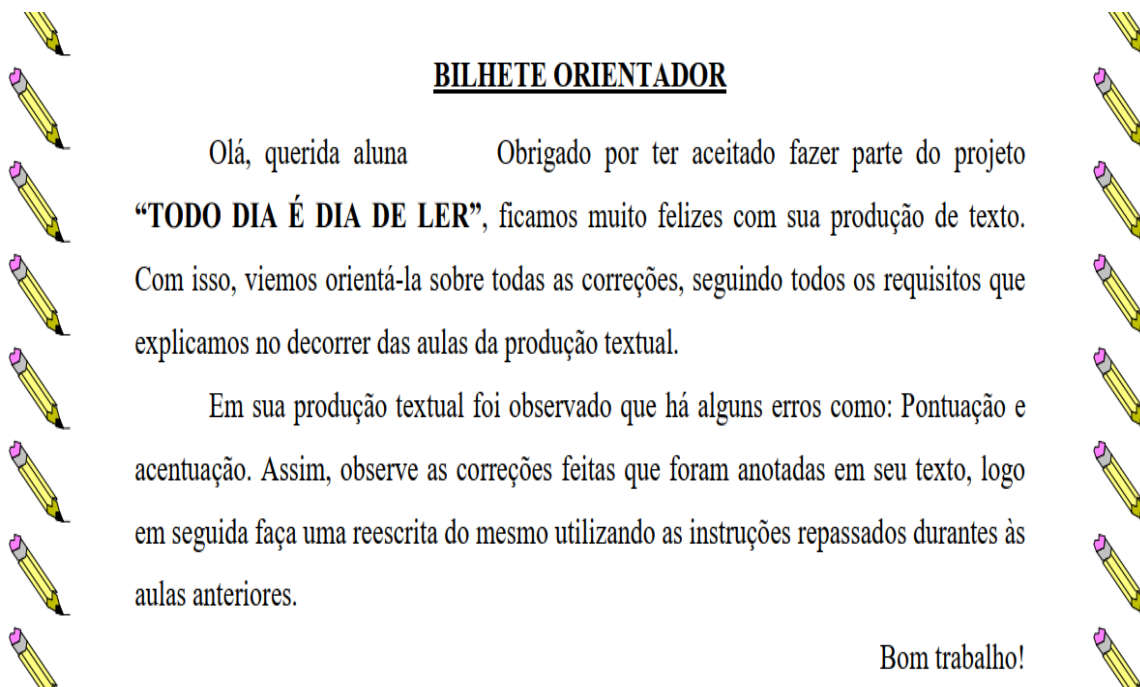 BILHETE ORIENTADOR
Olá, querida aluna Obrigado por ter aceitado fazer parte do projeto
“TODO DIA É DIA DE LER”, ficamos muito felizes com sua produção de texto.
Com isso, viemos orientá-la sobre todas as correções, seguindo todos os requisitos que
explicamos no decorrer das aulas da produção textual.
Em sua produção textual foi observado que há alguns erros como: Pontuação e
acentuação. Assim, observe as correções feitas que foram anotadas em seu texto, logo
em seguida faça uma reescrita do mesmo utilizando as instruções repassados durantes às
aulas anteriores.
Bom trabalho!